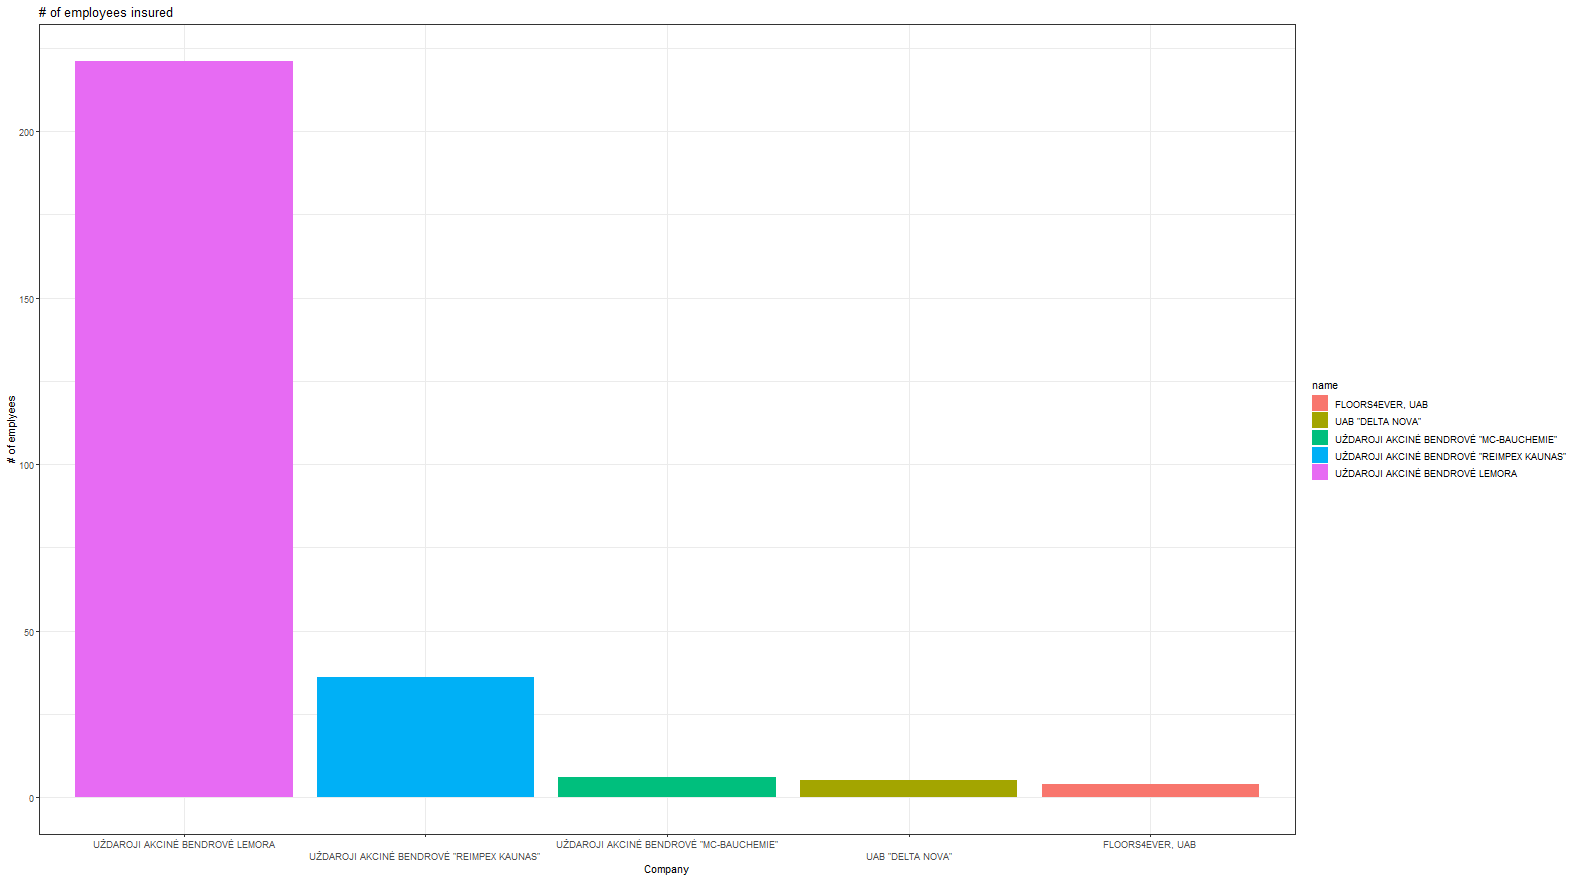 # of employees insured
200
150
100
50
0
# of emplyees
UŽDAROJI AKCINĖ BENDROVĖ LEMORA
UŽDAROJI AKCINĖ BENDROVĖ "REIMPEX KAUNAS"
UŽDAROJI AKCINĖ BENDROVĖ "MC-BAUCHEMIE"
UAB "DELTA NOVA"
FLOORS4EVER, UAB
Company
name
FLOORS4EVER, UAB
UAB "DELTA NOVA"
UŽDAROJI AKCINĖ BENDROVĖ "MC-BAUCHEMIE"
UŽDAROJI AKCINĖ BENDROVĖ "REIMPEX KAUNAS"
UŽDAROJI AKCINĖ BENDROVĖ LEMORA